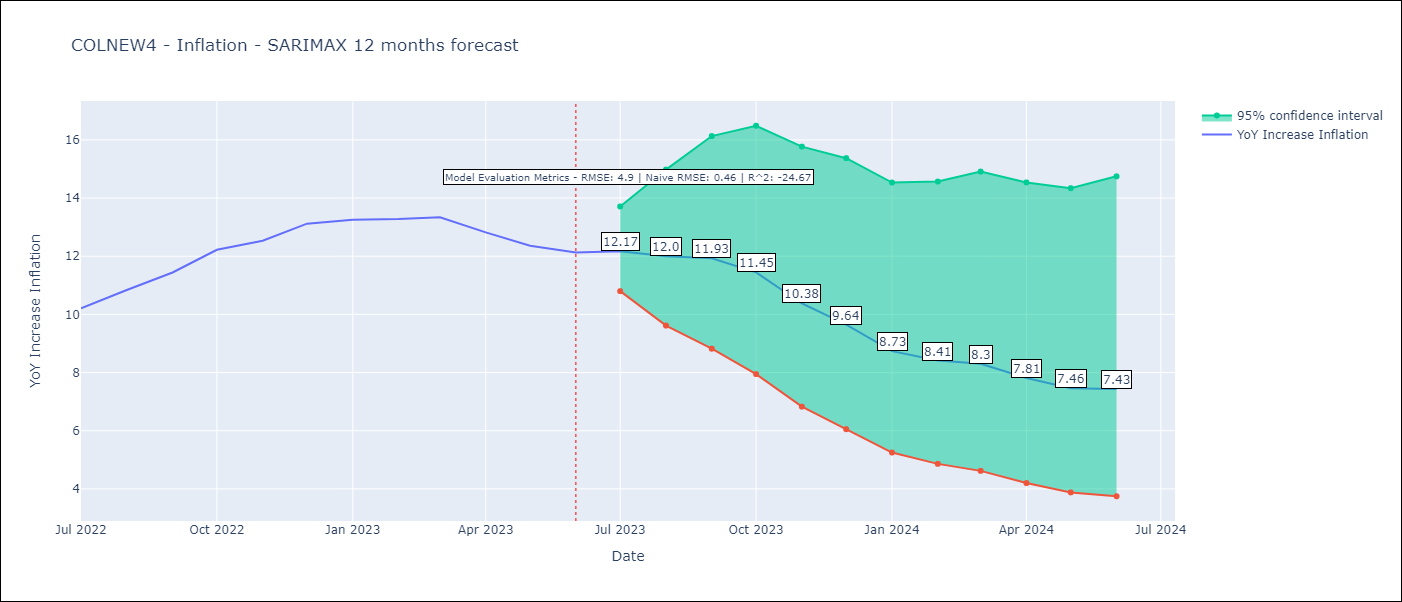 COLNEW4 - Inflation - SARIMAX 12 months forecast
95% confidence interval
YoY Increase Inflation
Model Evaluation Metrics - RMSE: 4.9 | Naive RMSE: 0.46 | R^2: -24.67
16
14
12
10
8
6
4
YoY Increase Inflation
12.17
12.0
11.93
11.45
10.38
9.64
8.73
8.41
8.3
7.81
7.46
7.43
Jul 2022
Oct 2022
Jan 2023
Apr 2023
Jul 2023
Oct 2023
Jan 2024
Apr 2024
Jul 2024
Date